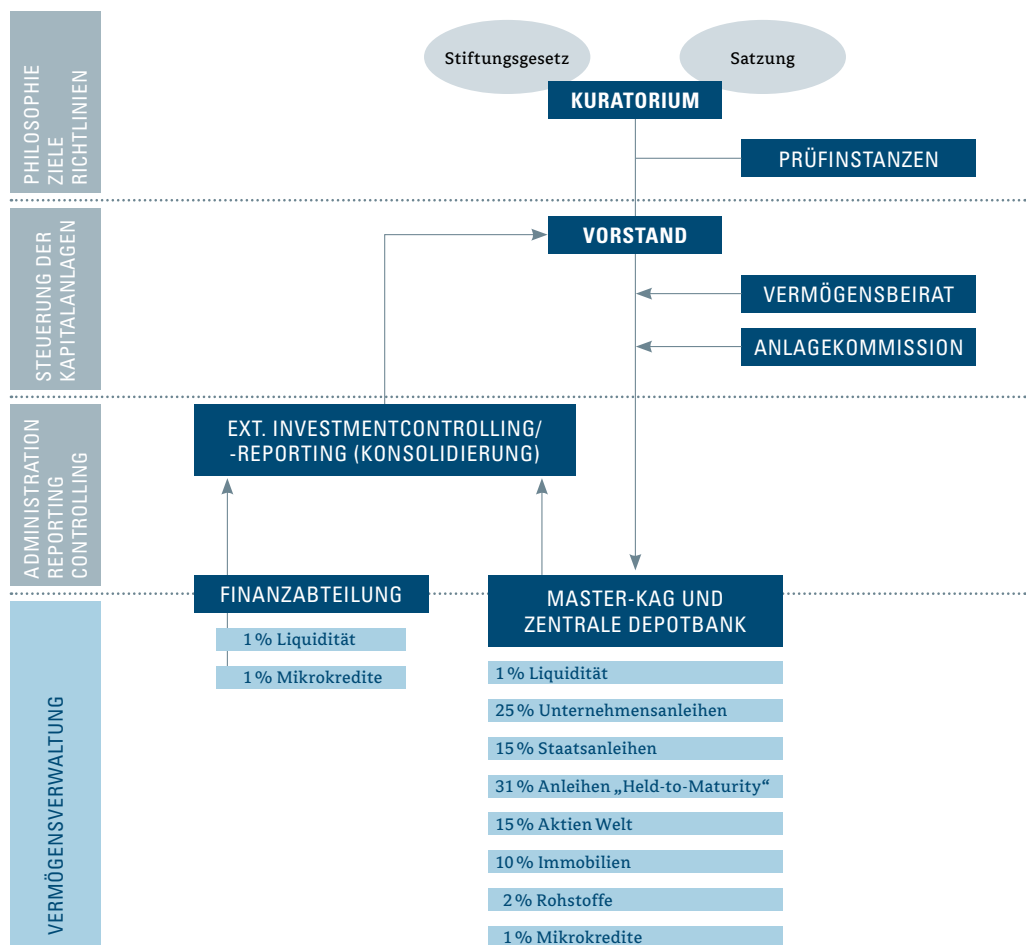 PHILOSOPHIE
ZIELE
RICHTLINIEN
Stiftungsgesetz
Satzung
KURATORIUM
PRÜFINSTANZEN
STEUERUNG DER
KAPITALANLAGEN
VORSTAND
VERMÖGENSBEIRAT
ANLAGEKOMMISSION
ADMINISTRATION
REPORTING
CONTROLLING
EXT. INVESTMENTCONTROLLING/
-REPORTING (KONSOLIDIERUNG)
FINANZABTEILUNG
1 % Liquidität
1 % Mikrokredite
MASTER-KAG UND
ZENTRALE DEPOTBANK
VERMÖGENSVERWALTUNG
1 % Liquidität
25 % Unternehmensanleihen
15 % Staatsanleihen
31 % Anleihen „Held-to-Maturity“
15 % Aktien Welt
10 % Immobilien
2 % Rohstoffe
1 % Mikrokredite